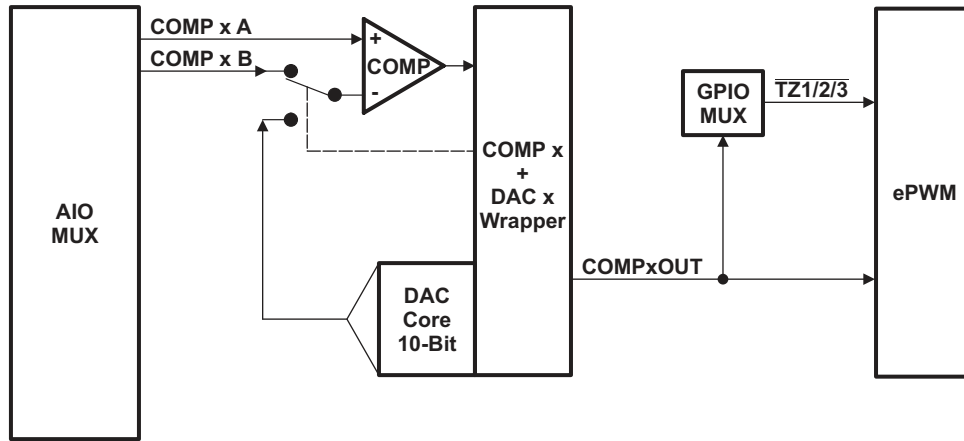 COMP x A
COMP x B
+
COMP
-
AIO
MUX
DAC
Core
10-Bit
COMP x
+
DAC x
Wrapper
COMPxOUT
GPIO
MUX
TZ1/2/3
ePWM